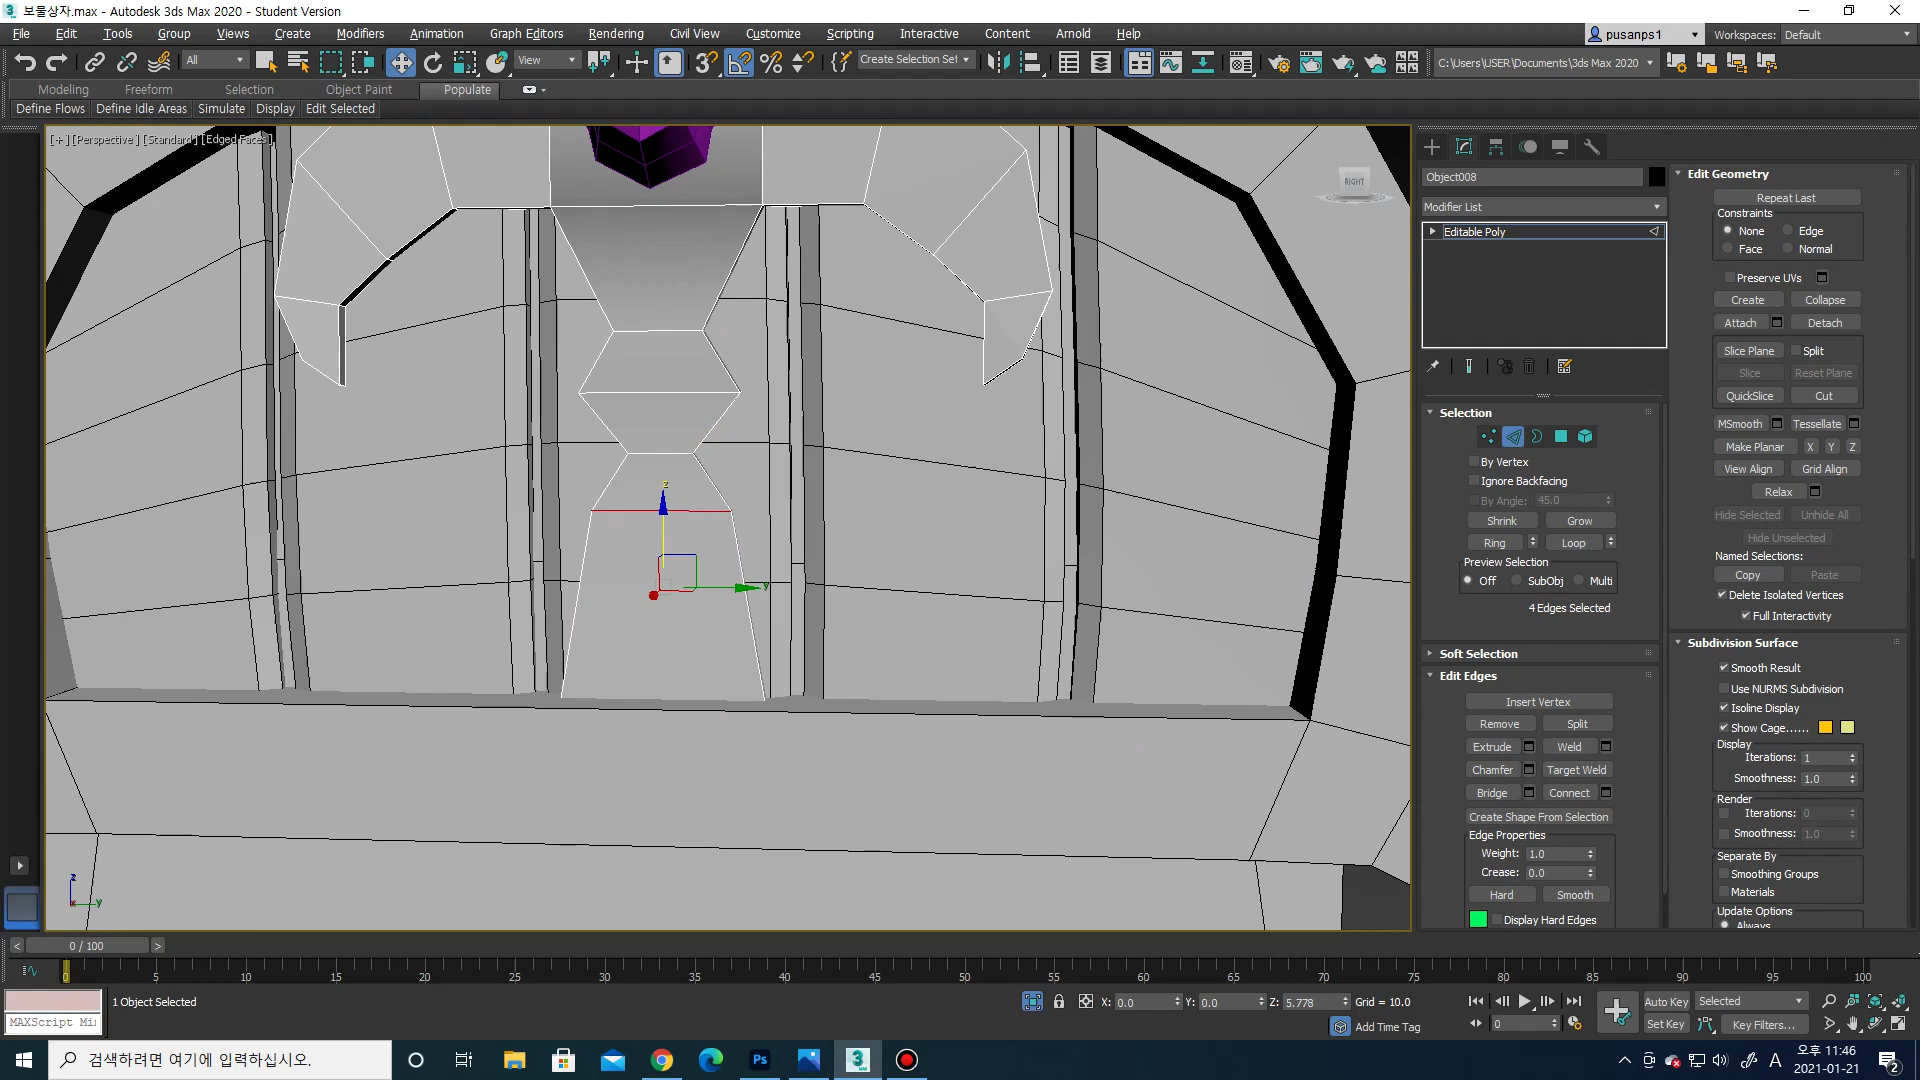 보물상자.max - Autodesk 3ds Max 2020 - Student Version
File Edit Tools Group Views Create Modifiers Animation Graph Editors Rendering Civil View Customize Scripting Interactive Content Arnold Help pusanps1 Workspaces: Default
All View Create Selection Set C:\Users\USER\Documents\3ds Max 2020
Modeling Freeform Selection Object Paint Populate
Define Flows Define Idle Areas Simulate Display Edit Selected
[+] [Perspective] [Standard] [Edged Faces]
RIGHT
z
y
z
x
y
Object008
Modifier List
Editable Poly
Selection
By Vertex
Ignore Backfacing
By Angle: 45.0
Shrink Grow
Ring Loop
Preview Selection
Off SubObj Multi
4 Edges Selected
Soft Selection
Edit Edges
Insert Vertex
Remove Split
Extrude Weld
Chamfer Target Weld
Bridge Connect
Create Shape From Selection
Edge Properties
Weight: 1.0
Crease: 0.0
Hard Smooth
Display Hard Edges
Edit Geometry
Repeat Last
Constraints
None Edge
Face Normal
Preserve UVs
Create Collapse
Attach Detach
Slice Plane Split
Slice Reset Plane
QuickSlice Cut
MSmooth Tessellate
Make Planar X Y Z
View Align Grid Align
Relax
Hide Selected Unhide All
Hide Unselected
Named Selections:
Copy Paste
Delete Isolated Vertices
Full Interactivity
Subdivision Surface
Smooth Result
Use NURMS Subdivision
Isoline Display
Show Cage......
Display
Iterations: 1
Smoothness: 1.0
Render
Iterations: 0
Smoothness: 1.0
Separate By
Smoothing Groups
Materials
Update Options
Always
< 0 / 100 >
0 5 10 15 20 25 30 35 40 45 50 55 60 65 70 75 80 85 90 95 100
1 Object Selected X: 0.0 Y: 0.0 Z: 5.778 Grid = 10.0 Auto Key Selected
MAXScript Mi Add Time Tag 0 Set Key Key Filters...
검색하려면 여기에 입력하십시오. Ps 3 MAX A 오후 11:46
2021-01-21 2